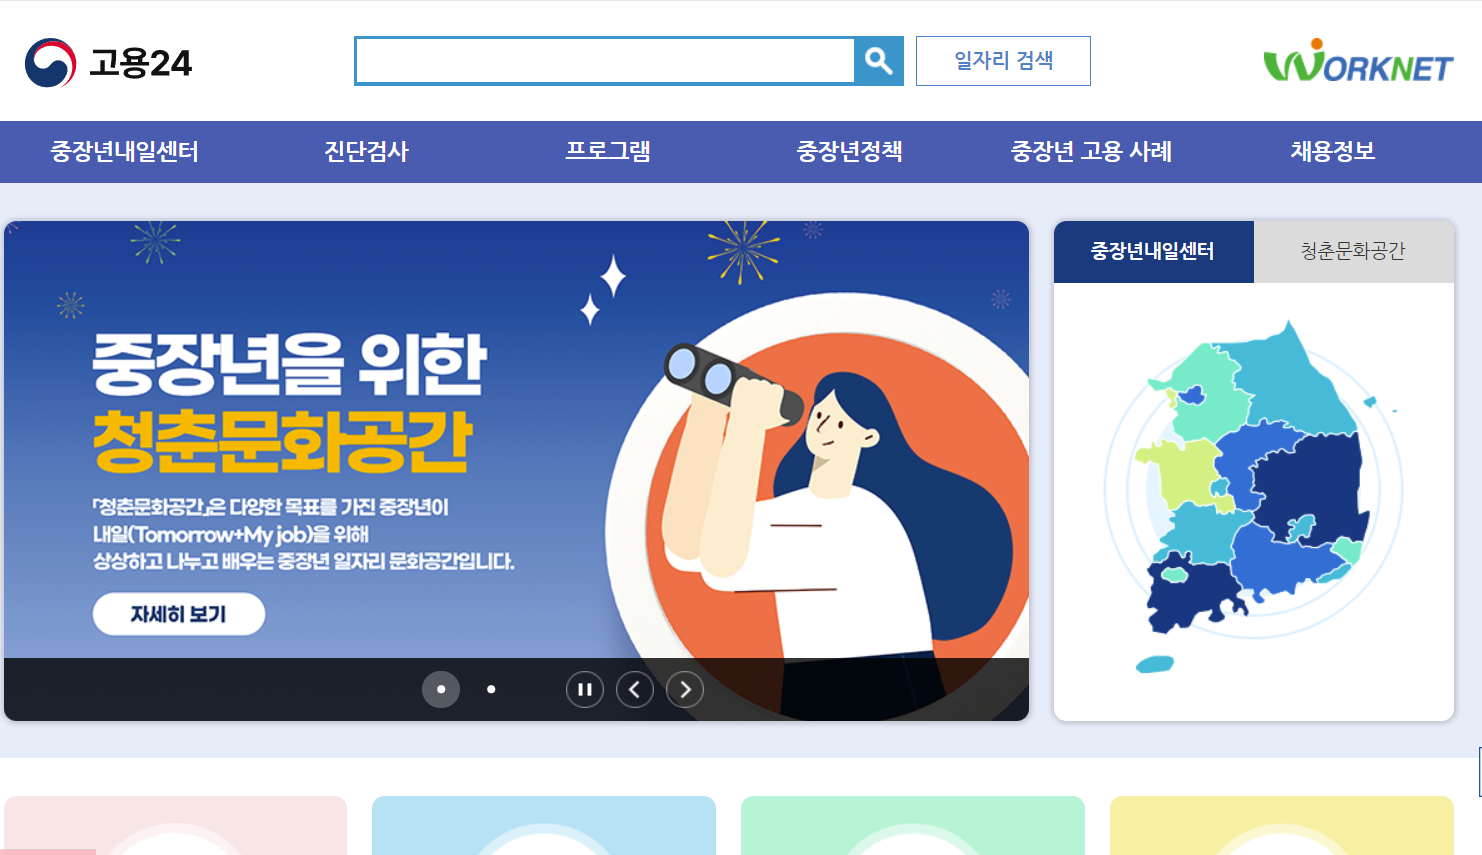 고용24
일자리 검색
WORKNET
중장년내일센터
진단검사
프로그램
중장년정책
중장년 고용 사례
채용정보
중장년을 위한
청춘문화공간
「청춘문화공간」은 다양한 목표를 가진 중장년이
내일(Tomorrow+My job)을 위해
상상하고 나누고 배우는 중장년 일자리 문화공간입니다.
자세히 보기
중장년내일센터
청춘문화공간